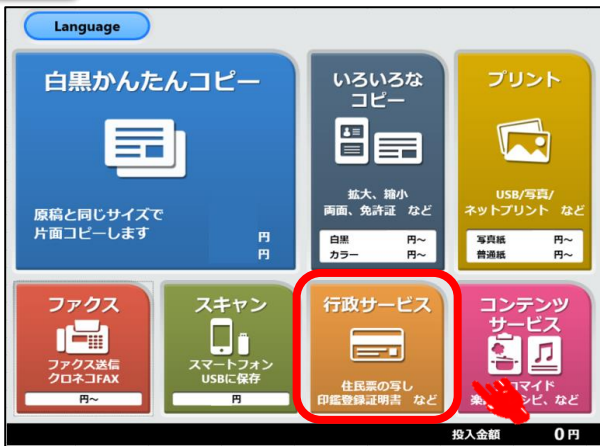 Language
白黒かんたんコピー
原稿と同じサイズで
片面コピーします
円
円
いろいろな
コピー
拡大、縮小
両面、免許証 など
白黒 円～
カラー 円～
プリント
USB/写真/
ネットプリント など
写真紙 円～
普通紙 円～
ファクス
ファクス送信
クロネコFAX
円～
スキャン
スマートフォン
USBに保存
円
行政サービス
住民票の写し
印鑑登録証明書 など
コンテンツ
サービス
ロマイド
楽 シピ、など
投入金額 0 円